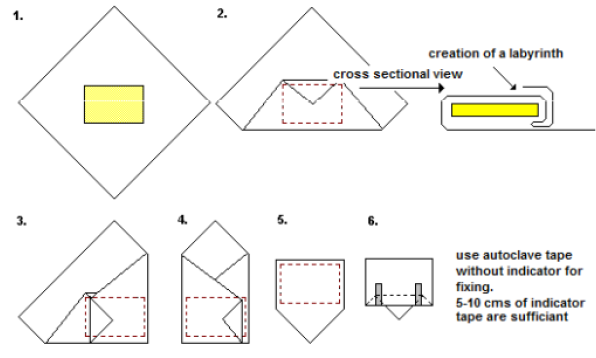 1.
2.
creation of a labyrinth
cross sectional view
3.
4.
5.
6.
use autoclave tape
without indicator for
fixing.
5-10 cms of indicator
tape are sufficiant